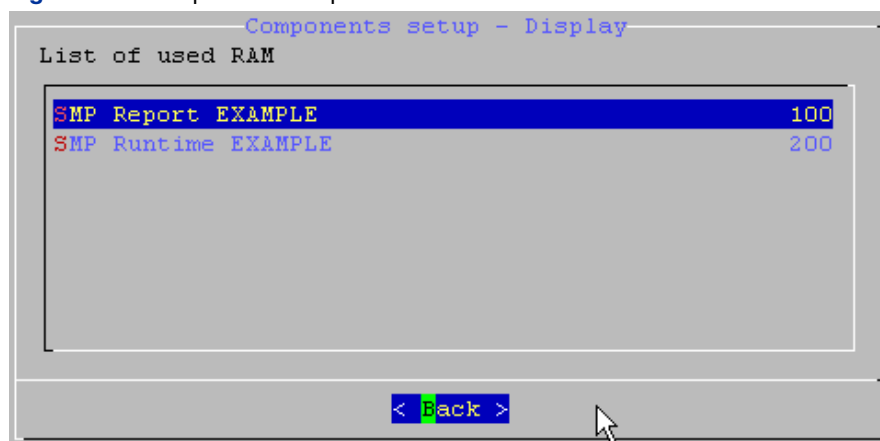 Components setup - Display
List of used RAM
SMP Report EXAMPLE 100
SMP Runtime EXAMPLE 200
< Back >